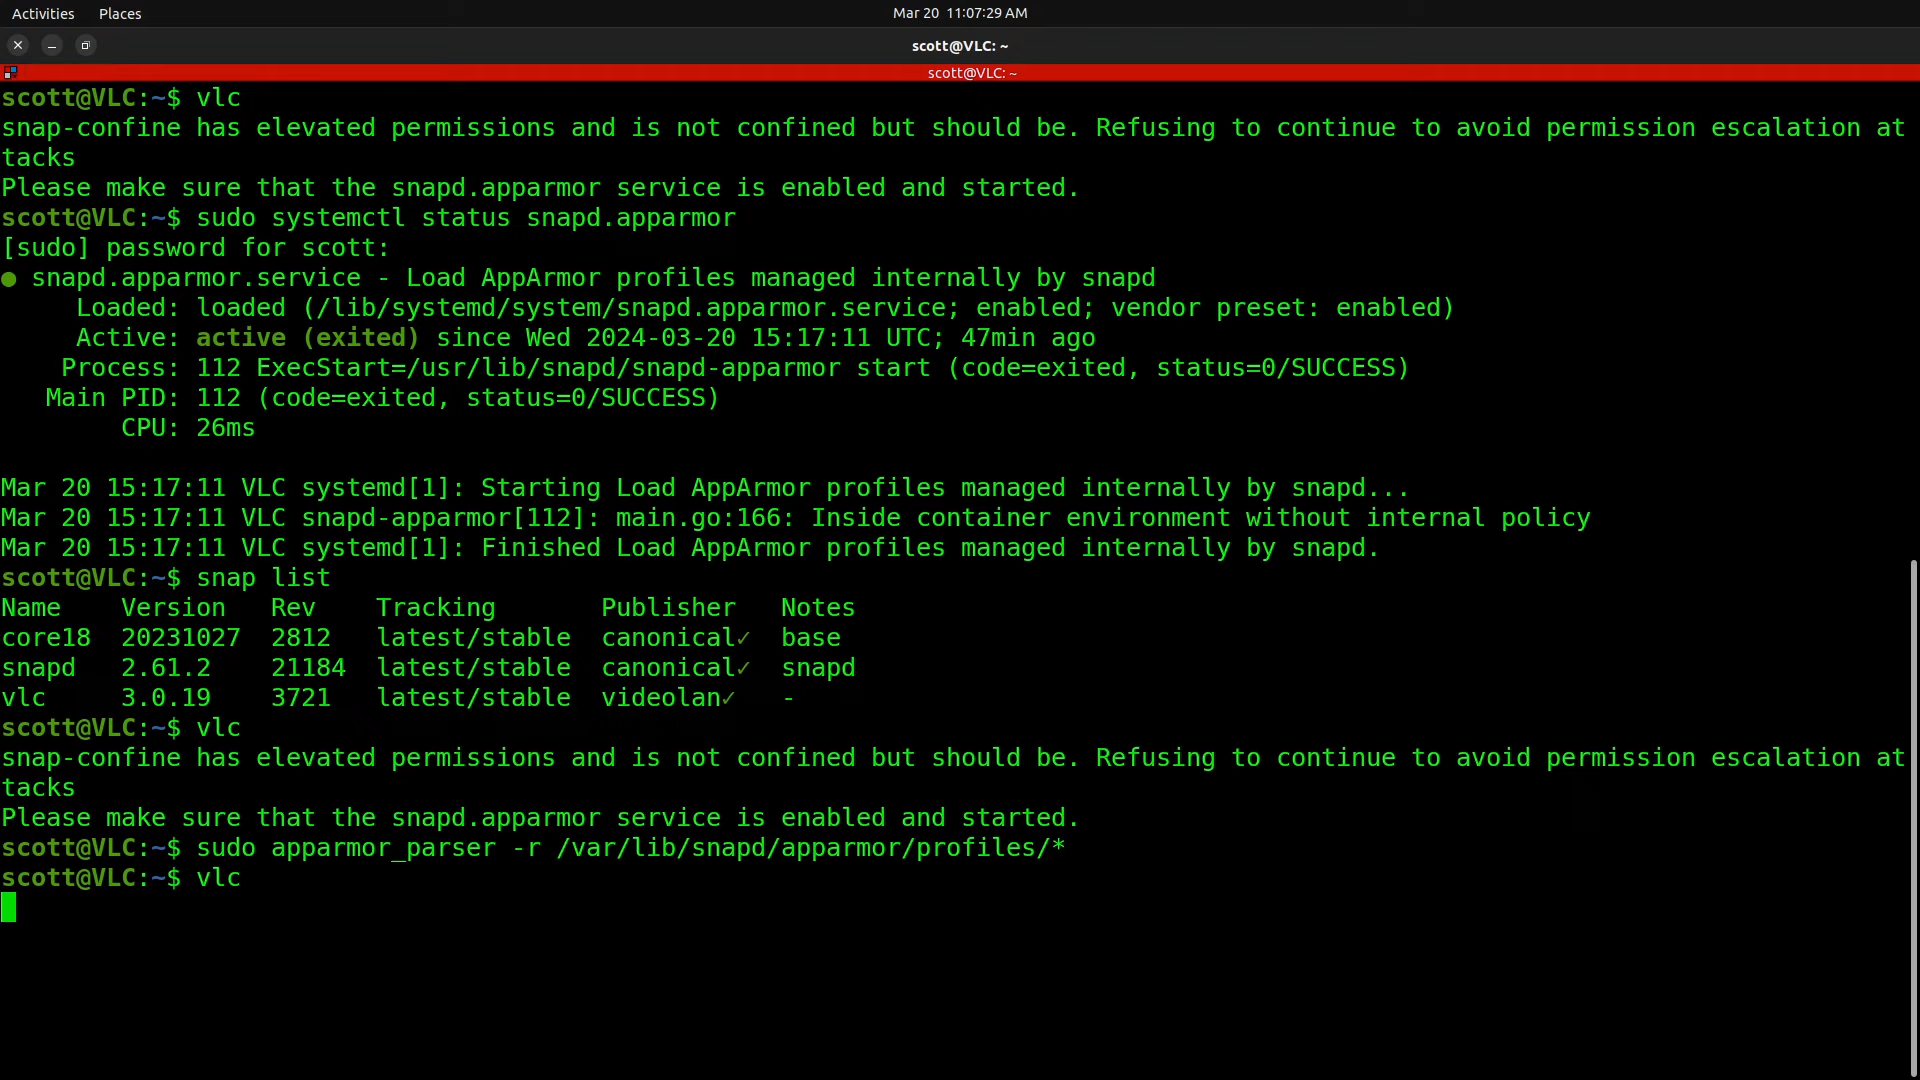 Activities Places Mar 20 11:07:29 AM
scott@VLC: ~
scott@VLC: ~
scott@VLC:~$ vlc
snap-confine has elevated permissions and is not confined but should be. Refusing to continue to avoid permission escalation at
tacks
Please make sure that the snapd.apparmor service is enabled and started.
scott@VLC:~$ sudo systemctl status snapd.apparmor
[sudo] password for scott:
● snapd.apparmor.service - Load AppArmor profiles managed internally by snapd
     Loaded: loaded (/lib/systemd/system/snapd.apparmor.service; enabled; vendor preset: enabled)
     Active: active (exited) since Wed 2024-03-20 15:17:11 UTC; 47min ago
    Process: 112 ExecStart=/usr/lib/snapd/snapd-apparmor start (code=exited, status=0/SUCCESS)
   Main PID: 112 (code=exited, status=0/SUCCESS)
        CPU: 26ms

Mar 20 15:17:11 VLC systemd[1]: Starting Load AppArmor profiles managed internally by snapd...
Mar 20 15:17:11 VLC snapd-apparmor[112]: main.go:166: Inside container environment without internal policy
Mar 20 15:17:11 VLC systemd[1]: Finished Load AppArmor profiles managed internally by snapd.
scott@VLC:~$ snap list
Name    Version   Rev    Tracking       Publisher   Notes
core18  20231027  2812   latest/stable  canonical✓  base
snapd   2.61.2    21184  latest/stable  canonical✓  snapd
vlc     3.0.19    3721   latest/stable  videolan✓   -
scott@VLC:~$ vlc
snap-confine has elevated permissions and is not confined but should be. Refusing to continue to avoid permission escalation at
tacks
Please make sure that the snapd.apparmor service is enabled and started.
scott@VLC:~$ sudo apparmor_parser -r /var/lib/snapd/apparmor/profiles/*
scott@VLC:~$ vlc